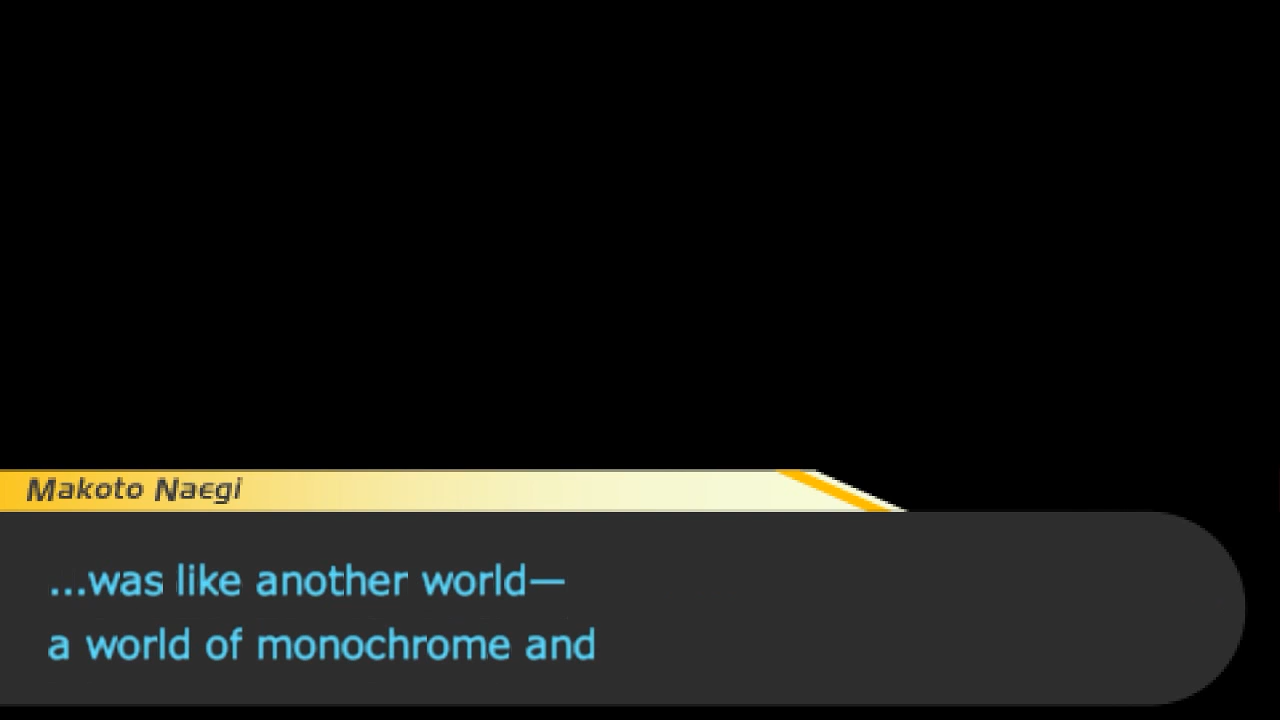 Makoto Naegi
...was like another world—
a world of monochrome and